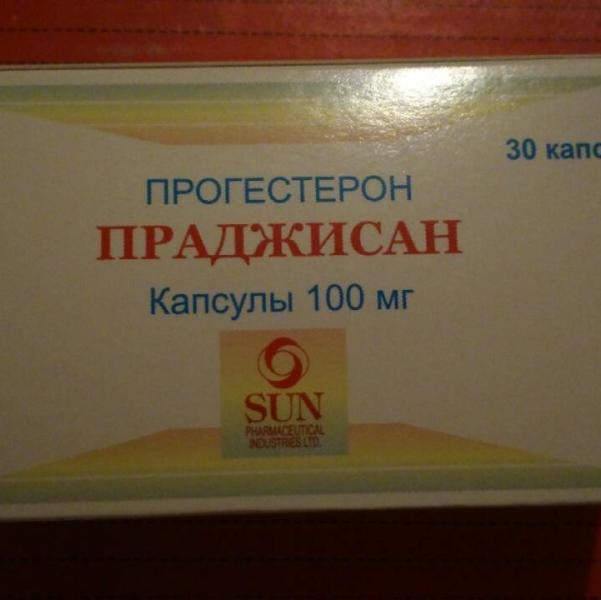 30 капс
ПРОГЕСТЕРОН
ПРАДЖИСАН
Капсулы 100 мг
SUN
PHARMACEUTICAL
INDUSTRIES LTD.